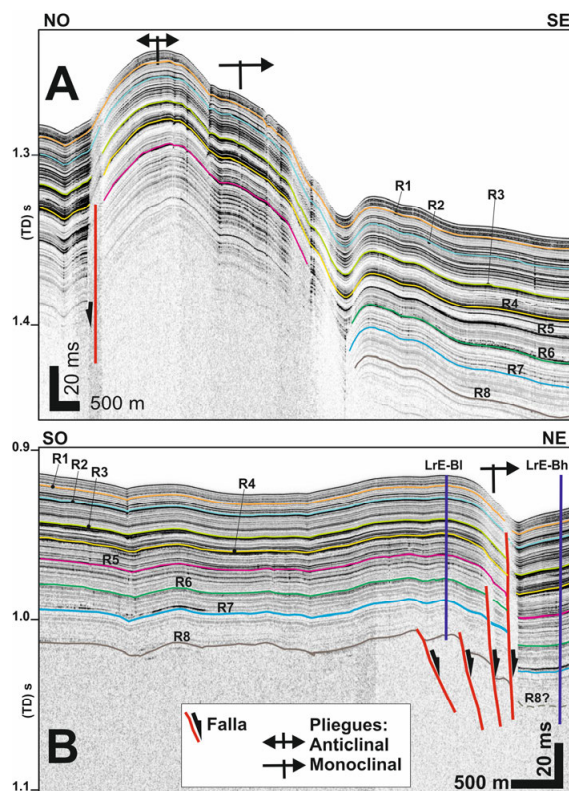 NO
SE
A
1.3
(TD) s
1.4
R1
R2
R3
R4
R5
R6
R7
R8
20 ms
500 m
SO
NE
0.9
R1
R2
R3
R4
LrE-Bl
LrE-Bh
R5
R6
R7
R8
1.0
(TD) s
R8?
Falla
Pliegues:
Anticlinal
Monoclinal
B
500 m
20 ms
1.1